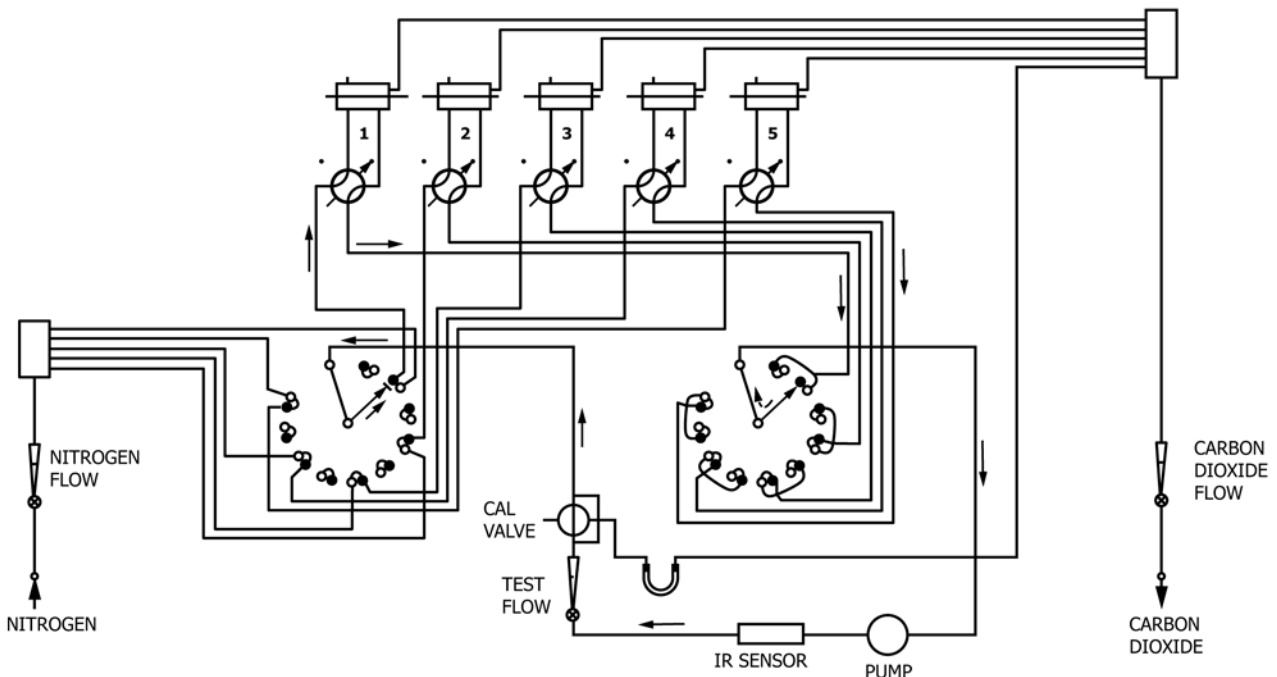 1
2
3
4
5
NITROGEN
FLOW
NITROGEN
CAL
VALVE
TEST
FLOW
IR SENSOR
PUMP
CARBON
DIOXIDE
FLOW
CARBON
DIOXIDE